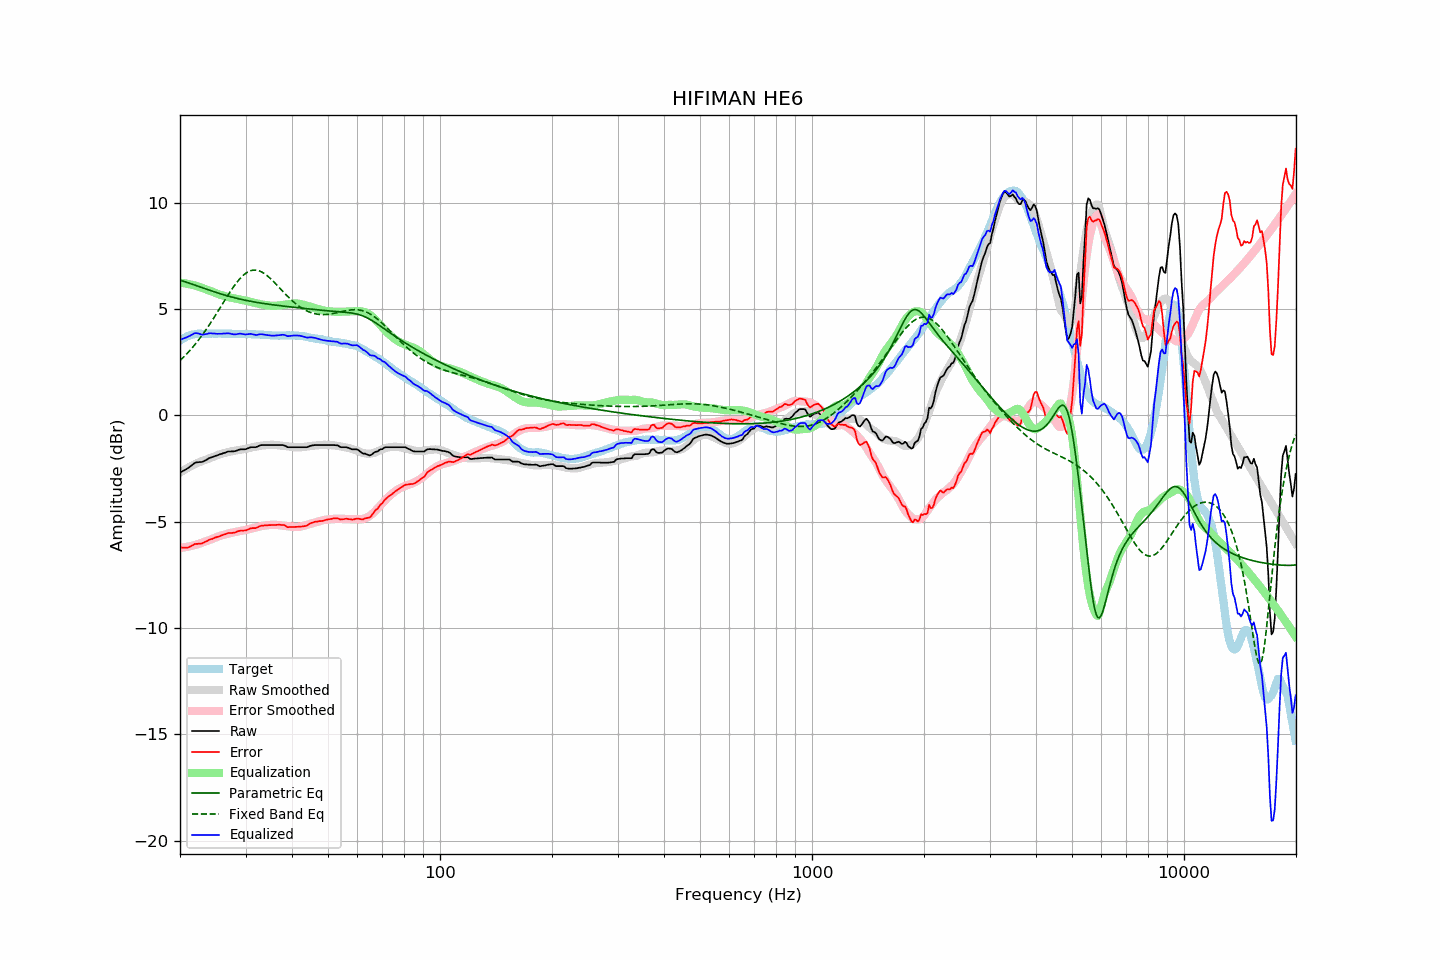 HIFIMAN HE6
Amplitude (dBr)
10
5
0
−5
−10
−15
−20
Target
Raw Smoothed
Error Smoothed
Raw
Error
Equalization
Parametric Eq
Fixed Band Eq
Equalized
100
1000
10000
Frequency (Hz)